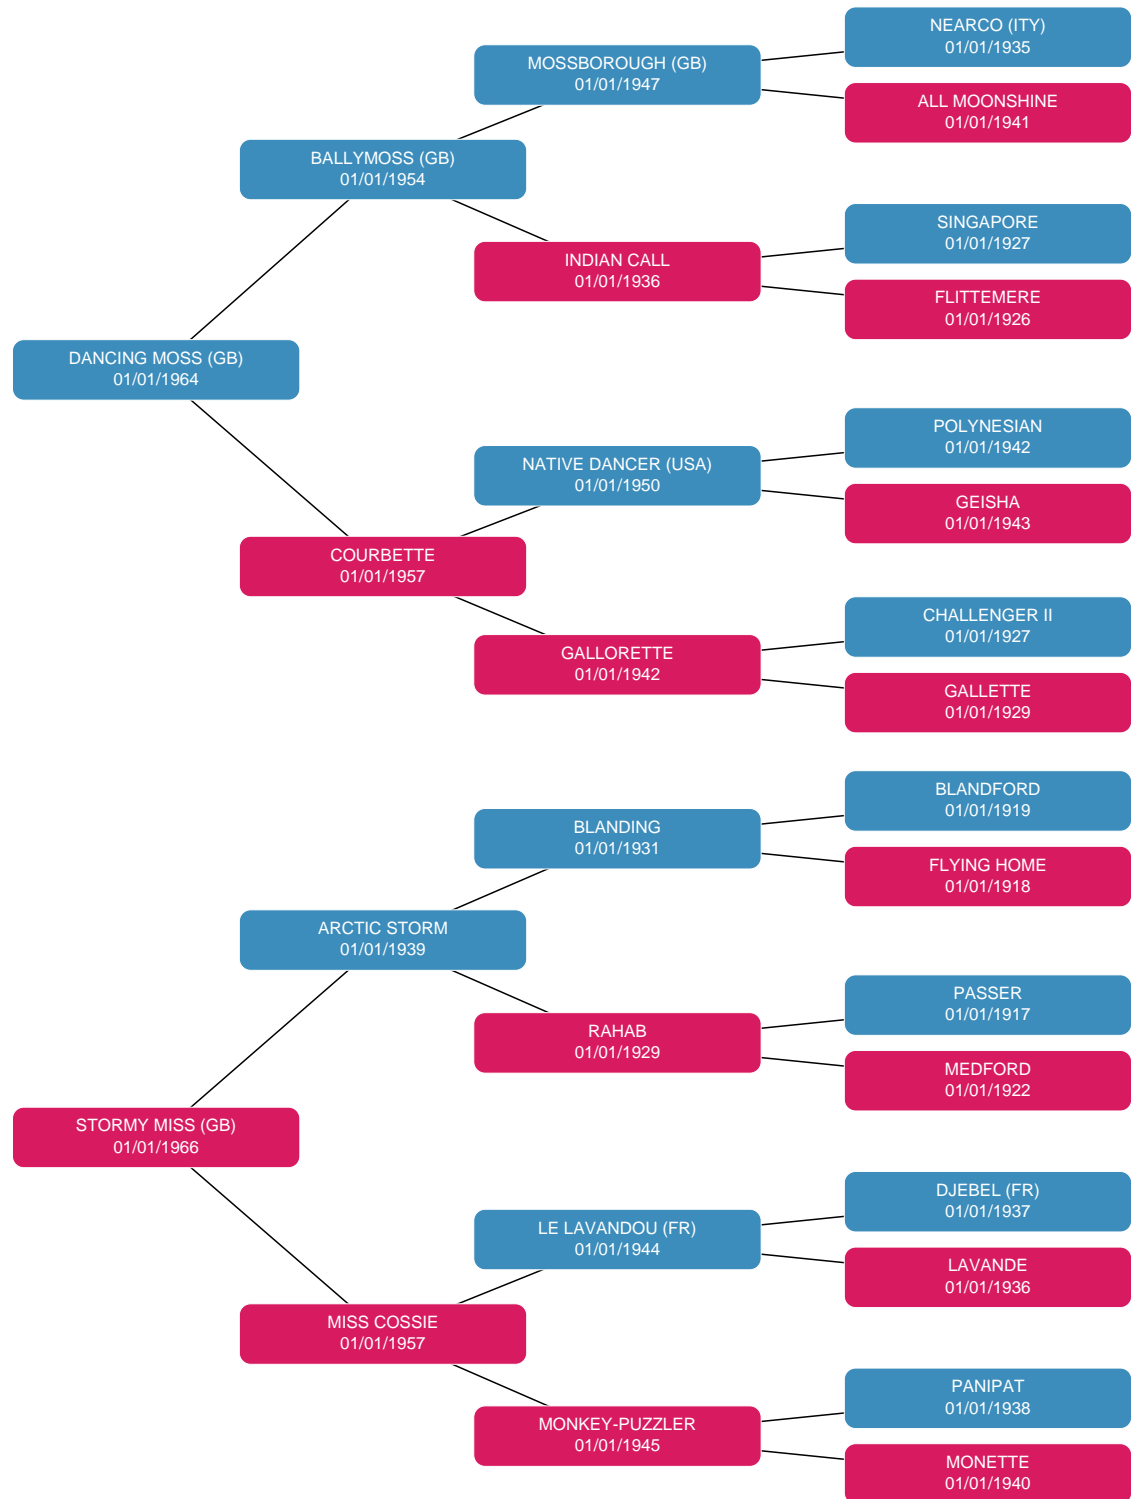 NEARCO (ITY)
01/01/1935
MOSSBOROUGH (GB)
01/01/1947
ALL MOONSHINE
01/01/1941
BALLYMOSS (GB)
01/01/1954
SINGAPORE
01/01/1927
INDIAN CALL
01/01/1936
FLITTEMERE
01/01/1926
DANCING MOSS (GB)
01/01/1964
POLYNESIAN
01/01/1942
NATIVE DANCER (USA)
01/01/1950
GEISHA
01/01/1943
COURBETTE
01/01/1957
CHALLENGER II
01/01/1927
GALLORETTE
01/01/1942
GALLETTE
01/01/1929
BLANDFORD
01/01/1919
BLANDING
01/01/1931
FLYING HOME
01/01/1918
ARCTIC STORM
01/01/1939
PASSER
01/01/1917
RAHAB
01/01/1929
MEDFORD
01/01/1922
STORMY MISS (GB)
01/01/1966
DJEBEL (FR)
01/01/1937
LE LAVANDOU (FR)
01/01/1944
LAVANDE
01/01/1936
MISS COSSIE
01/01/1957
PANIPAT
01/01/1938
MONKEY-PUZZLER
01/01/1945
MONETTE
01/01/1940